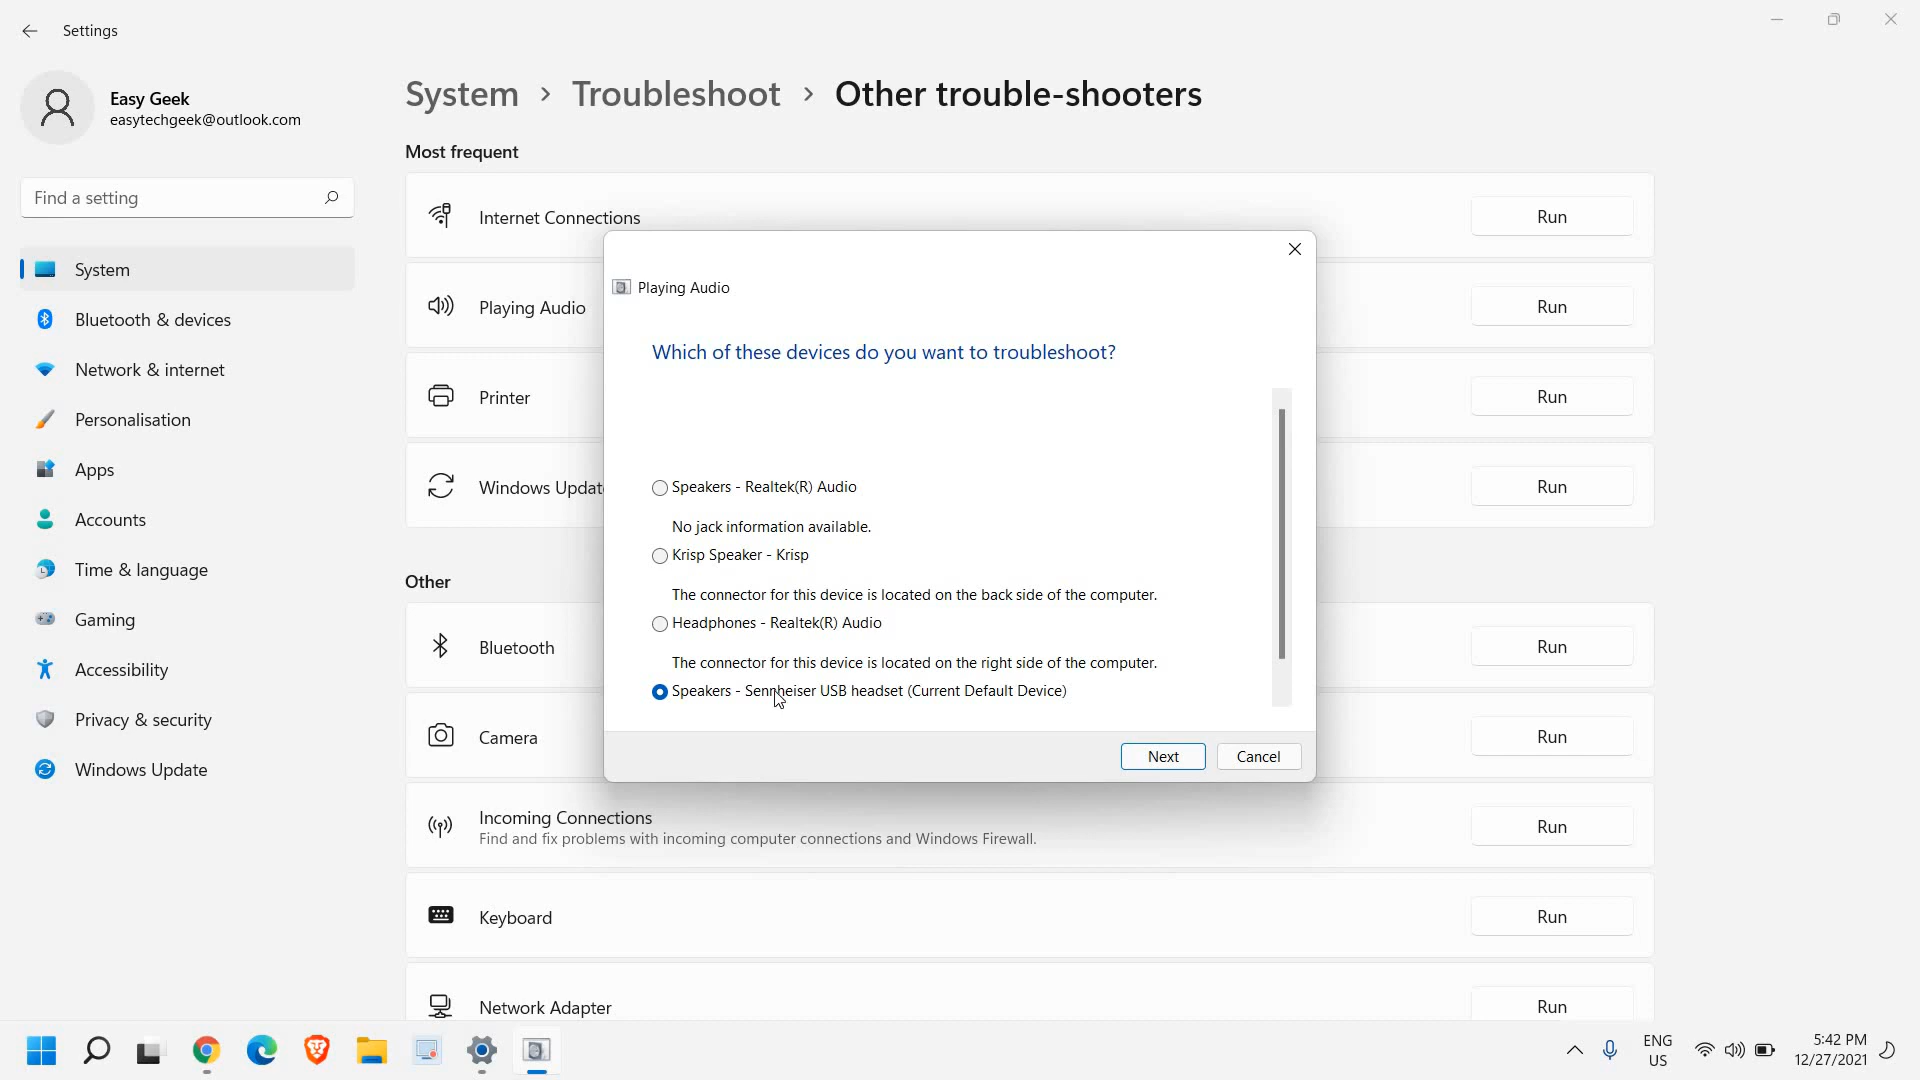 Settings
Easy Geek
easytechgeek@outlook.com
Find a setting
System
Bluetooth & devices
Network & internet
Personalisation
Apps
Accounts
Time & language
Gaming
Accessibility
Privacy & security
Windows Update
System > Troubleshoot > Other trouble-shooters
Most frequent
Internet Connections Run
Playing Audio Run
Printer Run
Windows Updat Run
Other
Bluetooth Run
Camera Run
Incoming Connections
Find and fix problems with incoming computer connections and Windows Firewall.
Run
Keyboard Run
Network Adapter Run
Playing Audio
Which of these devices do you want to troubleshoot?
Speakers - Realtek(R) Audio
No jack information available.
Krisp Speaker - Krisp
The connector for this device is located on the back side of the computer.
Headphones - Realtek(R) Audio
The connector for this device is located on the right side of the computer.
Speakers - Sennheiser USB headset (Current Default Device)
Next Cancel
ENG
US
5:42 PM
12/27/2021